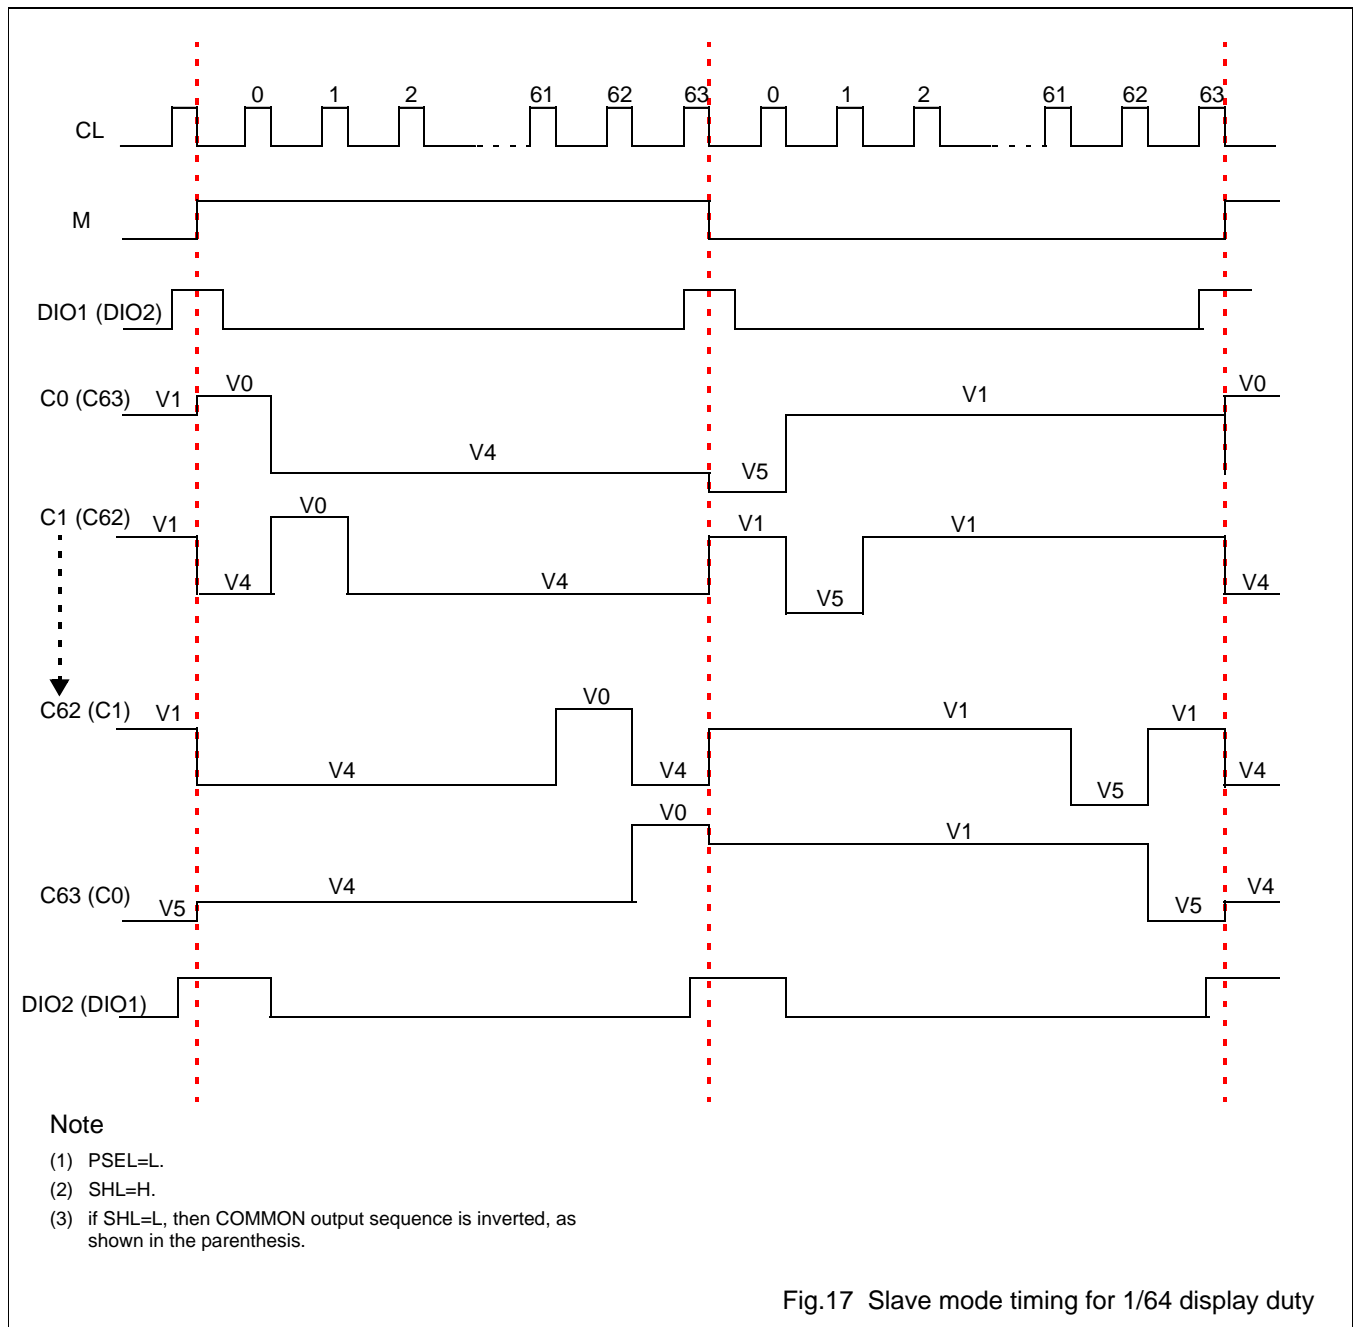 0 1 2 61 62 63 0 1 2 61 62 63
CL
M
DIO1 (DIO2)
C0 (C63) V1 V0 V4 V5 V1 V0
C1 (C62) V1 V4 V0 V4 V1 V5 V1 V4
C62 (C1) V1 V4 V0 V4 V1 V5 V1 V4
C63 (C0) V5 V4 V0 V1 V5 V4
DIO2 (DIO1)
Note
(1) PSEL=L.
(2) SHL=H.
(3) if SHL=L, then COMMON output sequence is inverted, as
shown in the parenthesis.
Fig.17 Slave mode timing for 1/64 display duty